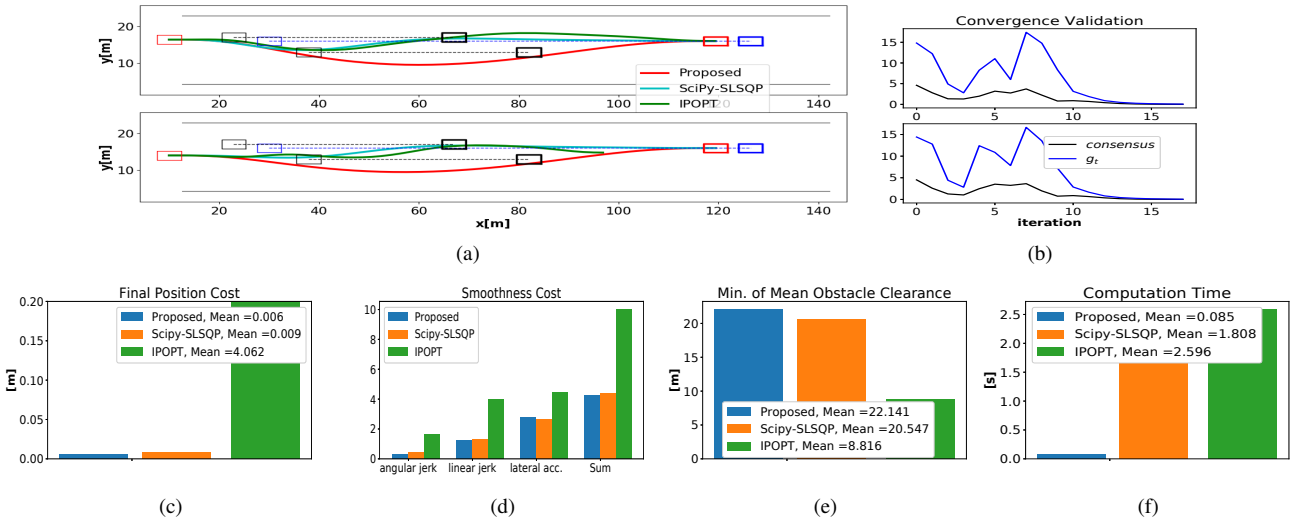 20
10
y[m]
Proposed
SciPy-SLSQP
IPOPT
20 40 60 80 100 120 140
20
10
y[m]
20 40 60 80 100 120 140
x[m]
(a)
Convergence Validation
15
10
5
0
0 5 10 15
15
10
5
0
consensus
g_t
0 5 10 15
iteration
(b)
Final Position Cost
0.20
0.15
0.10
0.05
0.00
[m]
Proposed, Mean =0.006
Scipy-SLSQP, Mean =0.009
IPOPT, Mean =4.062
(c)
Smoothness Cost
10
8
6
4
2
0
Proposed
Scipy-SLSQP
IPOPT
angular jerk linear jerk lateral acc. Sum
(d)
Min. of Mean Obstacle Clearance
20
15
10
5
0
[m]
Proposed, Mean =22.141
Scipy-SLSQP, Mean =20.547
IPOPT, Mean =8.816
(e)
Computation Time
2.5
2.0
1.5
1.0
0.5
0.0
[s]
Proposed, Mean =0.085
Scipy-SLSQP, Mean =1.808
IPOPT, Mean =2.596
(f)